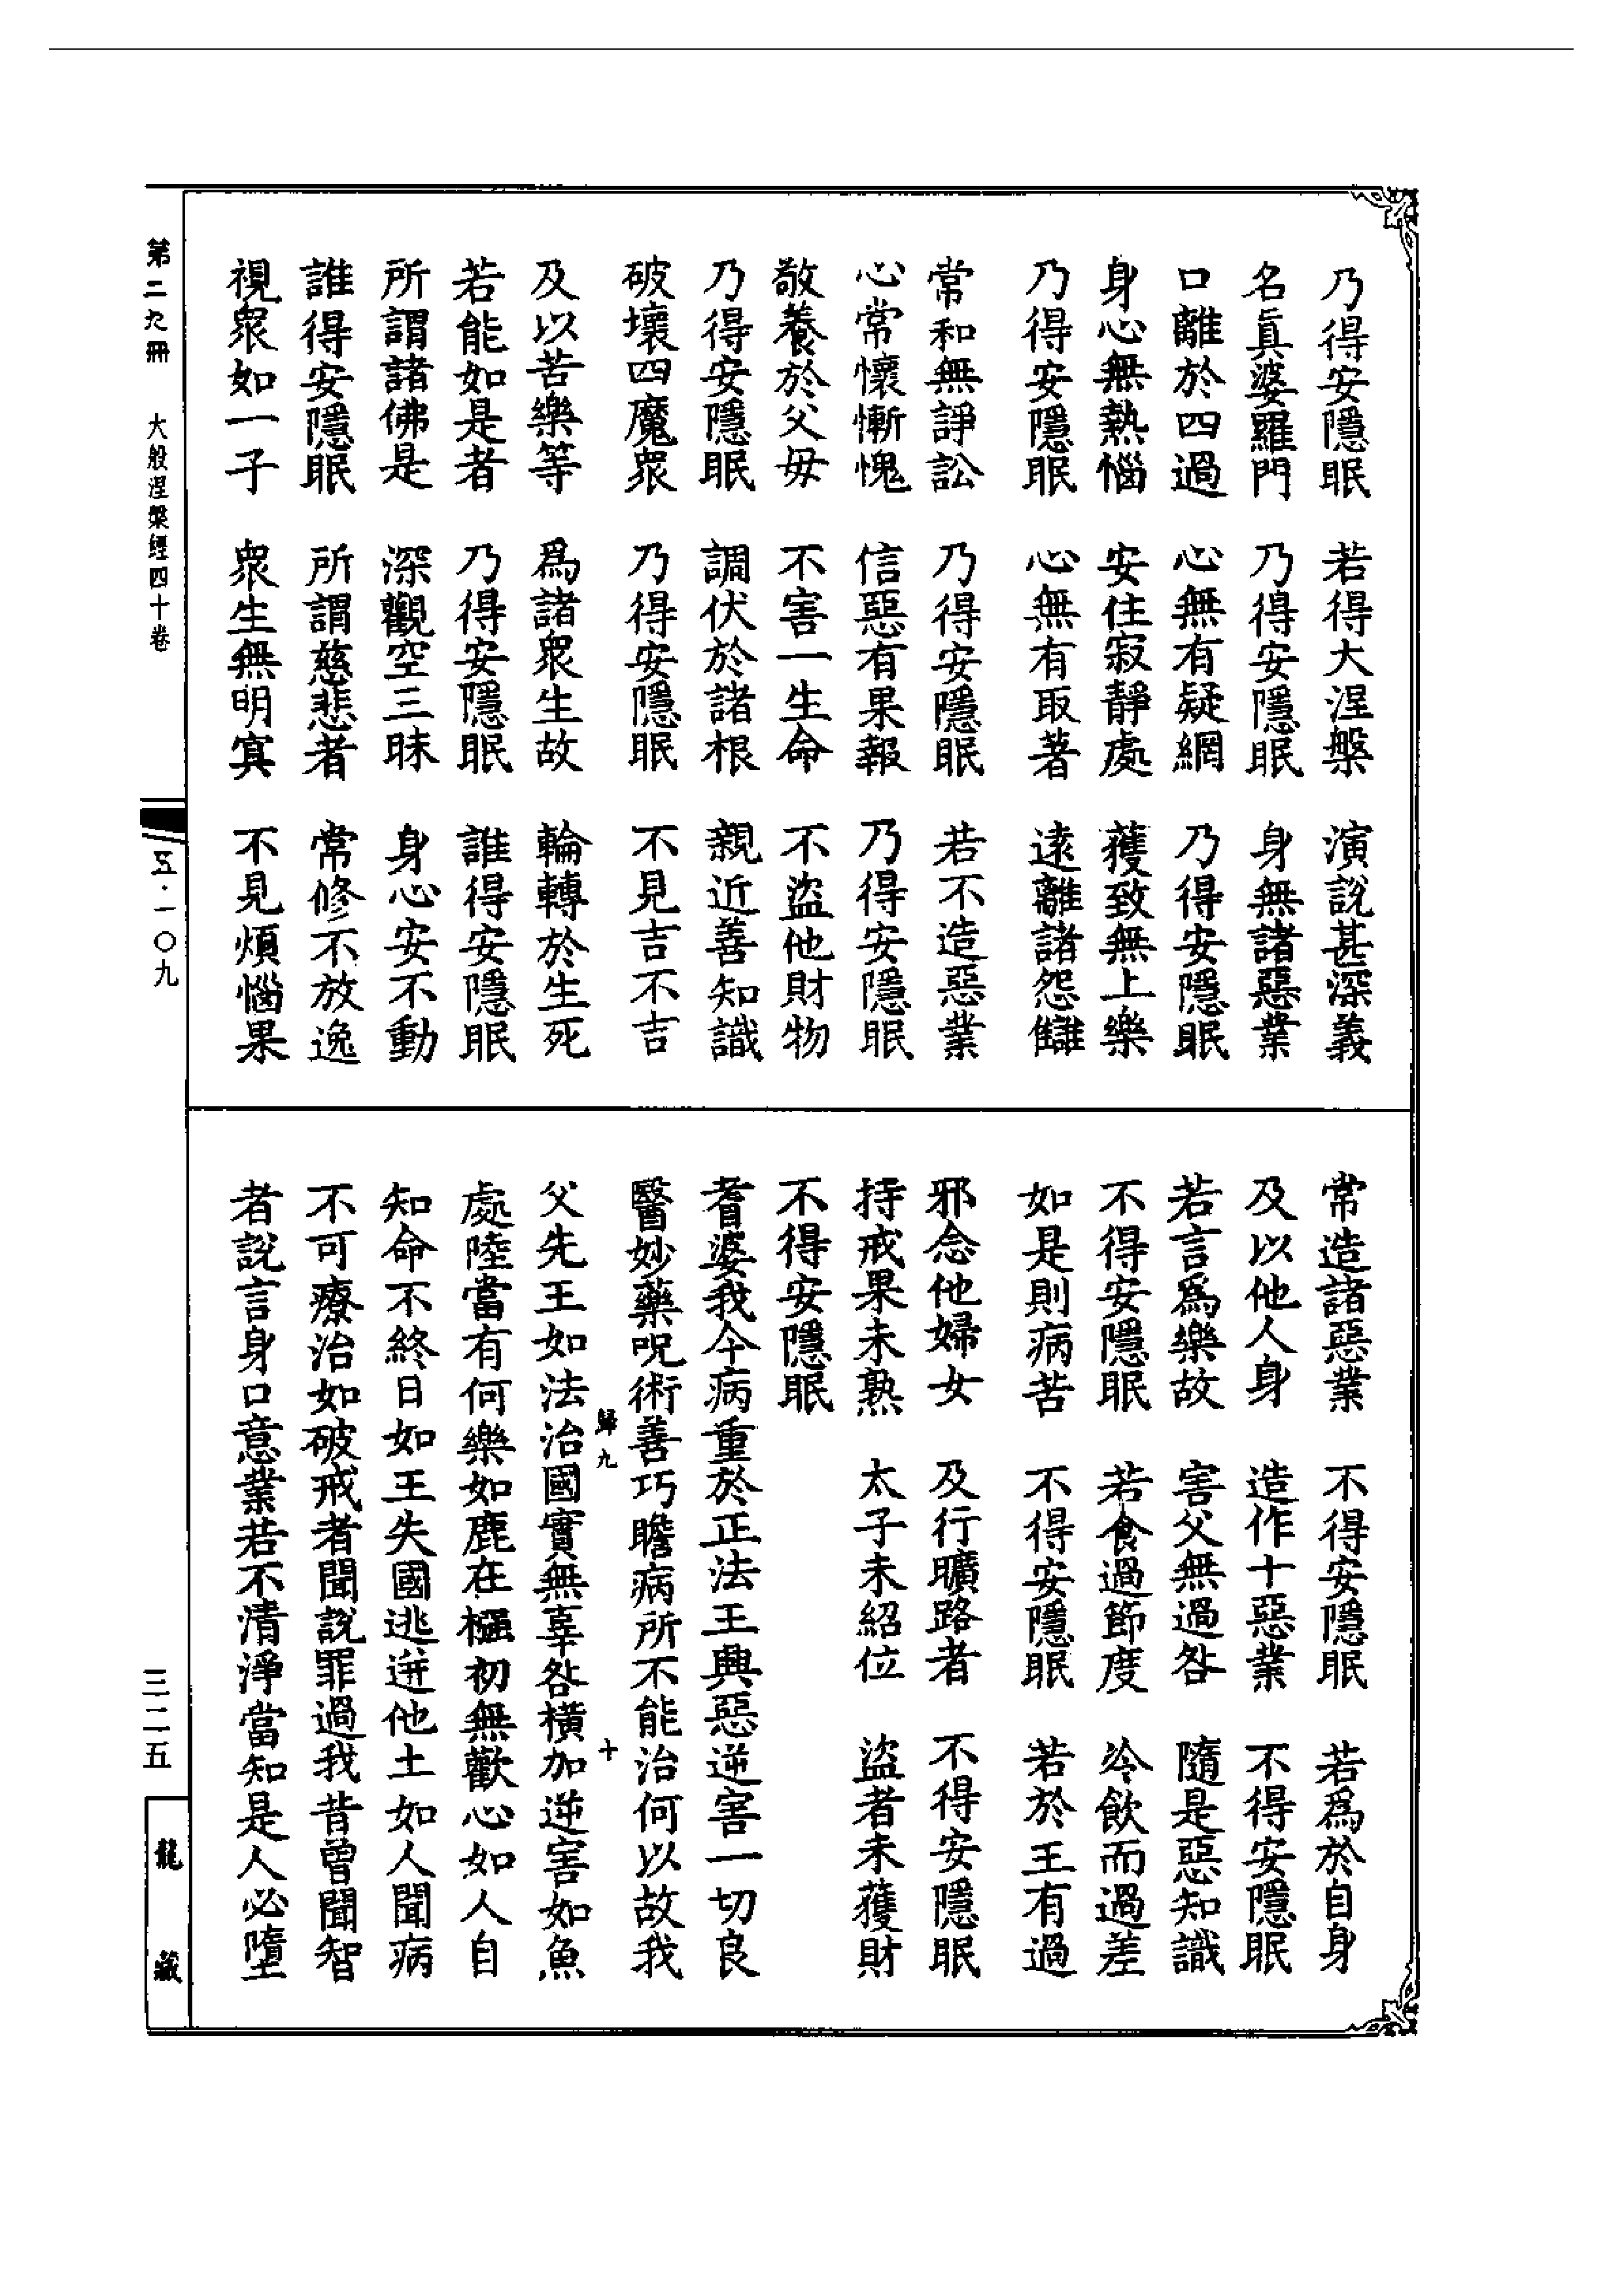 乃得安隱眠　若得大涅槃　演說甚深義
名眞婆羅門　乃得安隱眠　身無諸惡業
口離於四過　心無有疑網　乃得安隱眠
身心無熱惱　安住寂靜處　獲致無上樂
乃得安隱眠　心無有取著　遠離諸怨讎
常和無諍訟　乃得安隱眠　若不造惡業
心常懷慚愧　信惡有果報　乃得安隱眠
敬養於父母　不害一生命　不盜他財物
乃得安隱眠　調伏於諸根　親近善知識
破壞四魔眾　乃得安隱眠　不見吉不吉
及以苦樂等　爲諸眾生故　輪轉於生死
若能如是者　乃得安隱眠　誰得安隱眠
所謂諸佛是　深觀空三昧　身心安不動
誰得安隱眠　所謂慈悲者　常修不放逸
視眾如一子　眾生無明冥　不見煩惱果
常造諸惡業　不得安隱眠　若爲於自身
及以他人身　造作十惡業　不得安隱眠
若言爲樂故　害父無過咎　隨是惡知識
不得安隱眠　若食過節度　冷飲而過差
如是則病苦　不得安隱眠　若於王有過
邪念他婦女　及行曠路者　不得安隱眠
持戒果未熟　太子未紹位　盜者未獲財
不得安隱眠
耆婆我今病重於正法王興惡逆害一切良
醫妙藥呪術善巧瞻病所不能治何以故我
歸九　十
父先王如法治國實無辜咎橫加逆害如魚
處陸當有何樂如鹿在樞初無歡心如人自
知命不終日如王失國逃迸他土如人聞病
不可療治如破戒者聞說罪過我昔曾聞智
者說言身口意業若不清淨當知是人必墮
第二九冊　大般涅槃經四十卷
五·一〇九
三二五
龍藏